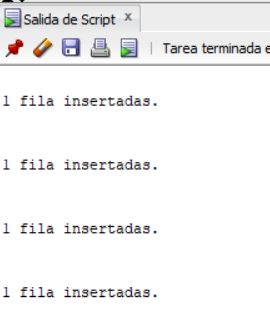 Salida de Script
Tarea terminada e
1 fila insertadas.
1 fila insertadas.
1 fila insertadas.
1 fila insertadas.